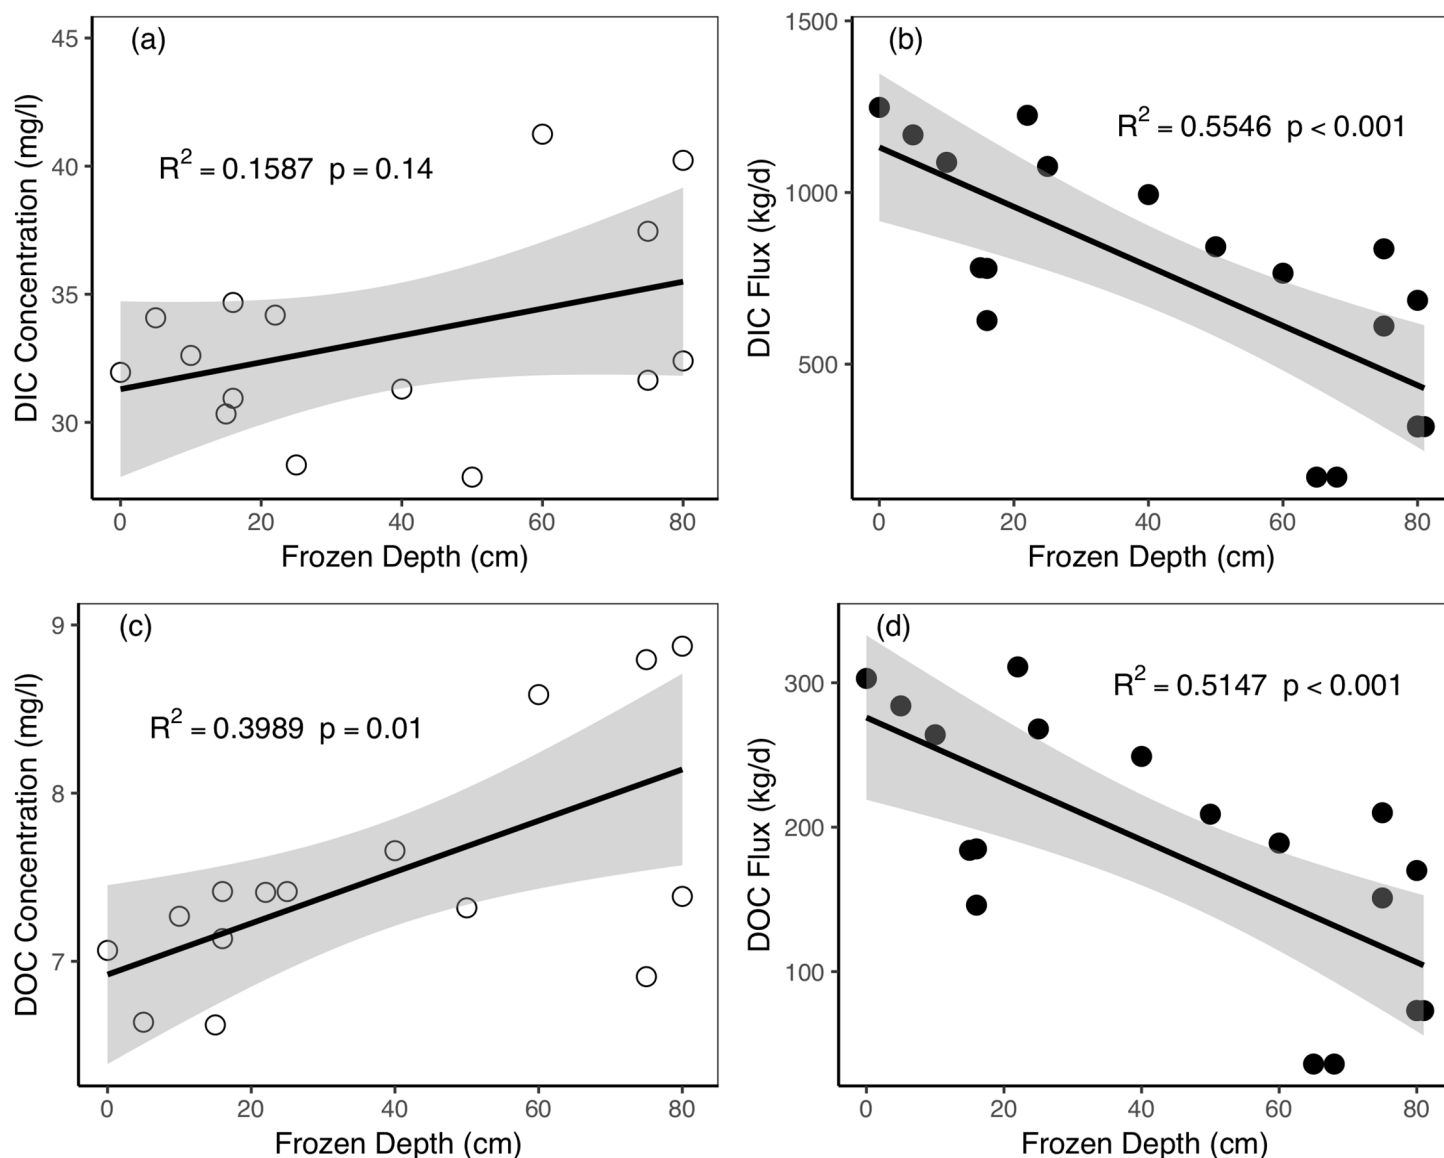 (a)
R² = 0.1587 p = 0.14
DIC Concentration (mg/l)
45
40
35
30
0 20 40 60 80
Frozen Depth (cm)
(b)
R² = 0.5546 p < 0.001
DIC Flux (kg/d)
1500
1000
500
0 20 40 60 80
Frozen Depth (cm)
(c)
R² = 0.3989 p = 0.01
DOC Concentration (mg/l)
9
8
7
0 20 40 60 80
Frozen Depth (cm)
(d)
R² = 0.5147 p < 0.001
DOC Flux (kg/d)
300
200
100
0 20 40 60 80
Frozen Depth (cm)